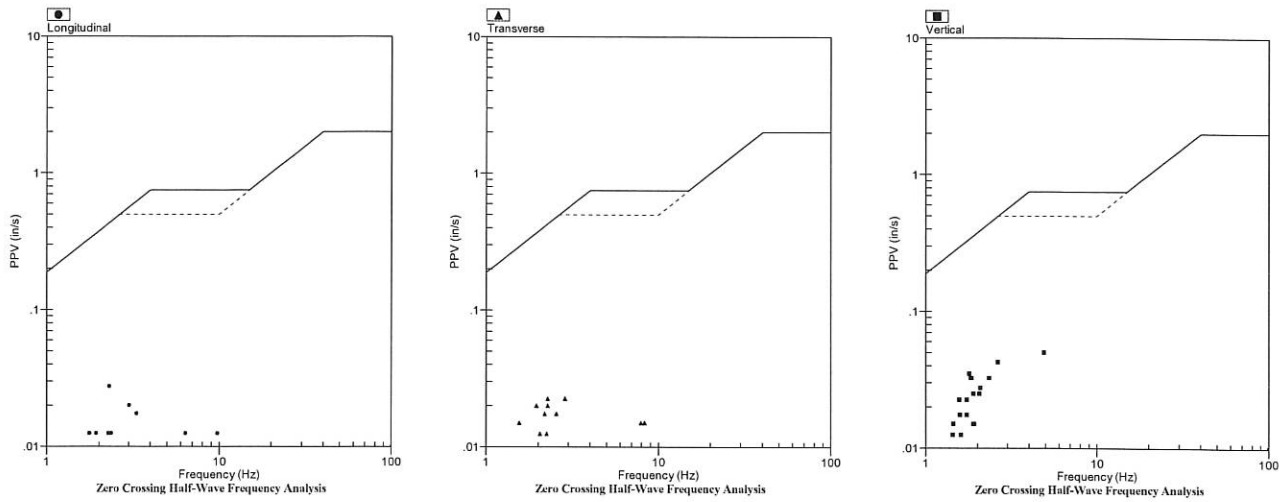 Longitudinal
10
1
.1
.01
PPV (in/s)
1
10
100
Frequency (Hz)
Zero Crossing Half-Wave Frequency Analysis
Transverse
10
1
.1
.01
PPV (in/s)
1
10
100
Frequency (Hz)
Zero Crossing Half-Wave Frequency Analysis
Vertical
10
1
.1
.01
PPV (in/s)
1
10
100
Frequency (Hz)
Zero Crossing Half-Wave Frequency Analysis